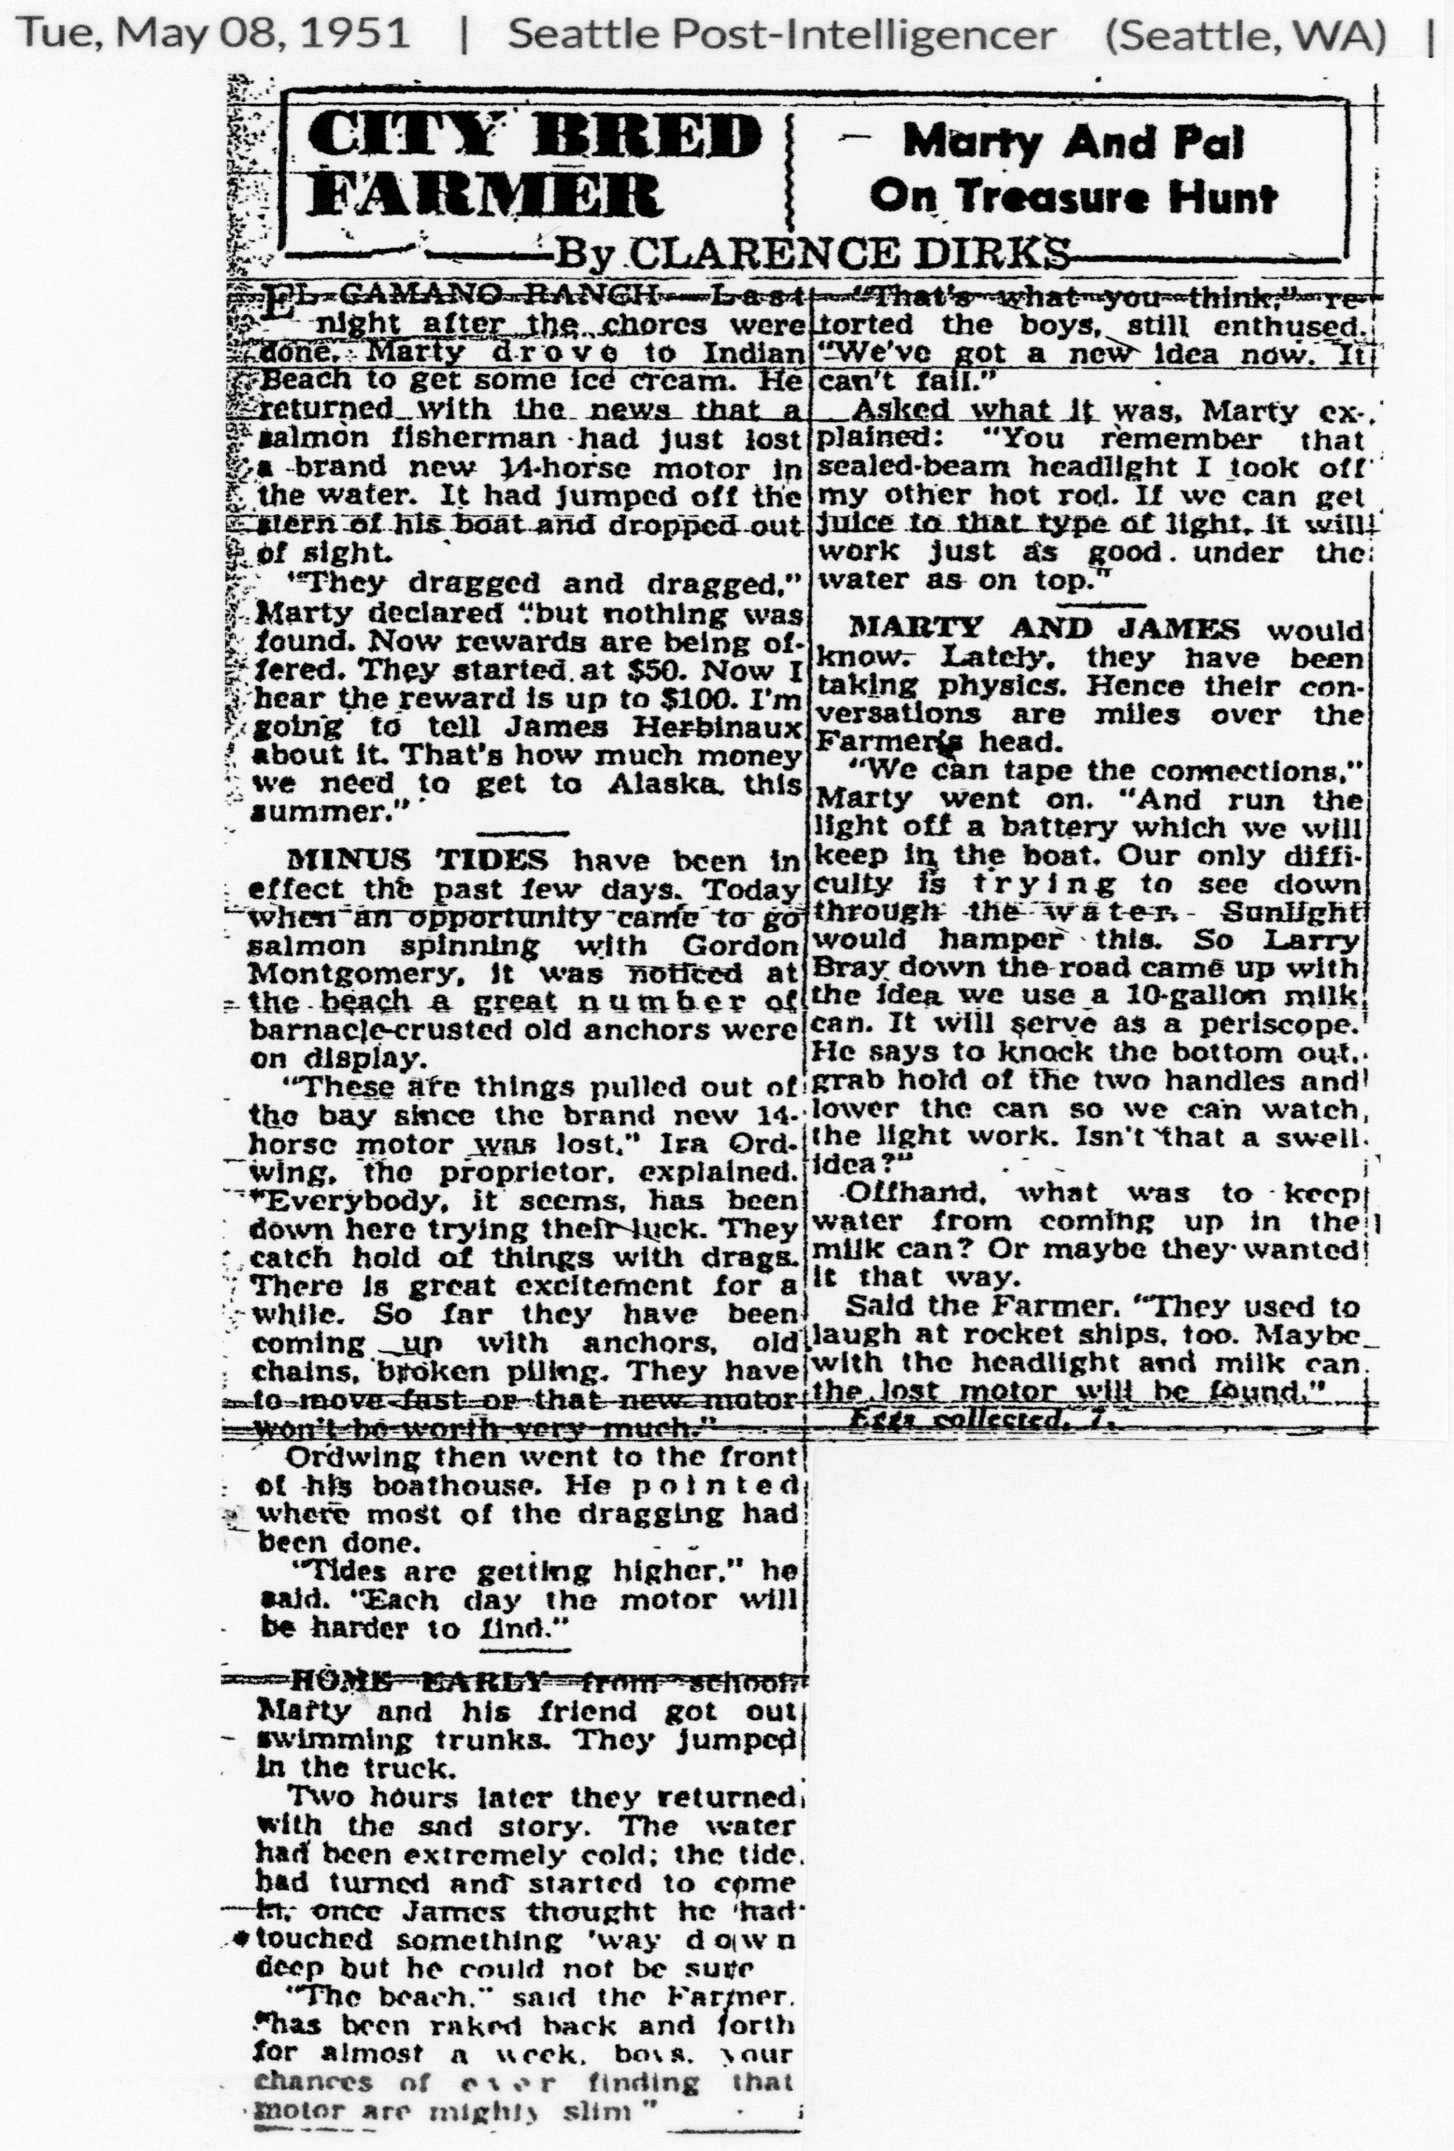 Tue, May 08, 1951 | Seattle Post-Intelligencer (Seattle, WA) |
CITY BRED
FARMER
Marty And Pal
On Treasure Hunt
By CLARENCE DIRKS
EL CAMANO RANCH—Last
night after the chores were
done, Marty drove to Indian
Beach to get some ice cream. He
returned with the news that a
salmon fisherman had just lost
a brand new 14-horse motor in
the water. It had jumped off the
stern of his boat and dropped out
of sight.
"They dragged and dragged,"
Marty declared "but nothing was
found. Now rewards are being of-
fered. They started at $50. Now I
hear the reward is up to $100. I'm
going to tell James Herbinaux
about it. That's how much money
we need to get to Alaska this
summer."
MINUS TIDES have been in
effect the past few days. Today
when an opportunity came to go
salmon spinning with Gordon
Montgomery, it was noticed at
the beach a great number of
barnacle-crusted old anchors were
on display.
"These are things pulled out of
the bay since the brand new 14-
horse motor was lost," Ira Ord-
wing, the proprietor, explained.
"Everybody, it seems, has been
down here trying their luck. They
catch hold of things with drags.
There is great excitement for a
while. So far they have been
coming up with anchors, old
chains, broken piling. They have
to move fast or that new motor
won't be worth very much."
Ordwing then went to the front
of his boathouse. He pointed
where most of the dragging had
been done.
"Tides are getting higher," he
said. "Each day the motor will
be harder to find."
HOME EARLY from school,
Marty and his friend got out
swimming trunks. They jumped
in the truck.
Two hours later they returned
with the sad story. The water
had been extremely cold; the tide
had turned and started to come
in; once James thought he had
touched something 'way down
deep but he could not be sure
"The beach," said the Farmer,
"has been raked back and forth
for almost a week, boys, your
chances of ever finding that
motor are mighty slim"
"That's what you think," re-
torted the boys, still enthused.
"We've got a new idea now. It
can't fail."
Asked what it was, Marty ex-
plained: "You remember that
sealed-beam headlight I took off
my other hot rod. If we can get
juice to that type of light, it will
work just as good under the
water as on top."
MARTY AND JAMES would
know. Lately, they have been
taking physics. Hence their con-
versations are miles over the
Farmer's head.
"We can tape the connections,"
Marty went on. "And run the
light off a battery which we will
keep in the boat. Our only diffi-
culty is trying to see down
through the water. Sunlight
would hamper this. So Larry
Bray down the road came up with
the idea we use a 10-gallon milk
can. It will serve as a periscope.
He says to knock the bottom out,
grab hold of the two handles and
lower the can so we can watch
the light work. Isn't that a swell
idea?"
Offhand, what was to keep
water from coming up in the
milk can? Or maybe they wanted
it that way.
Said the Farmer, "They used to
laugh at rocket ships, too. Maybe
with the headlight and milk can
the lost motor will be found."
Eggs collected, 7.